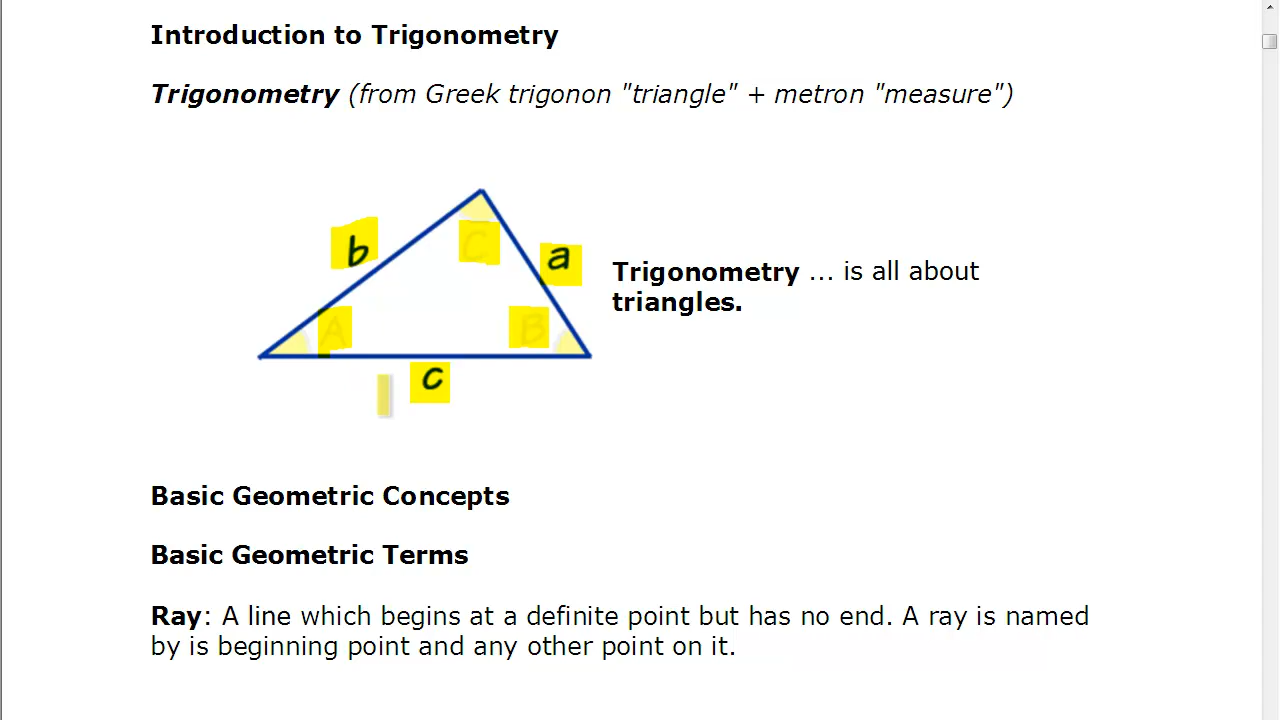 Introduction to Trigonometry
Trigonometry (from Greek trigonon "triangle" + metron "measure")
C
b
a
Trigonometry ... is all about
triangles.
A
B
c
Basic Geometric Concepts
Basic Geometric Terms
Ray: A line which begins at a definite point but has no end. A ray is named
by is beginning point and any other point on it.